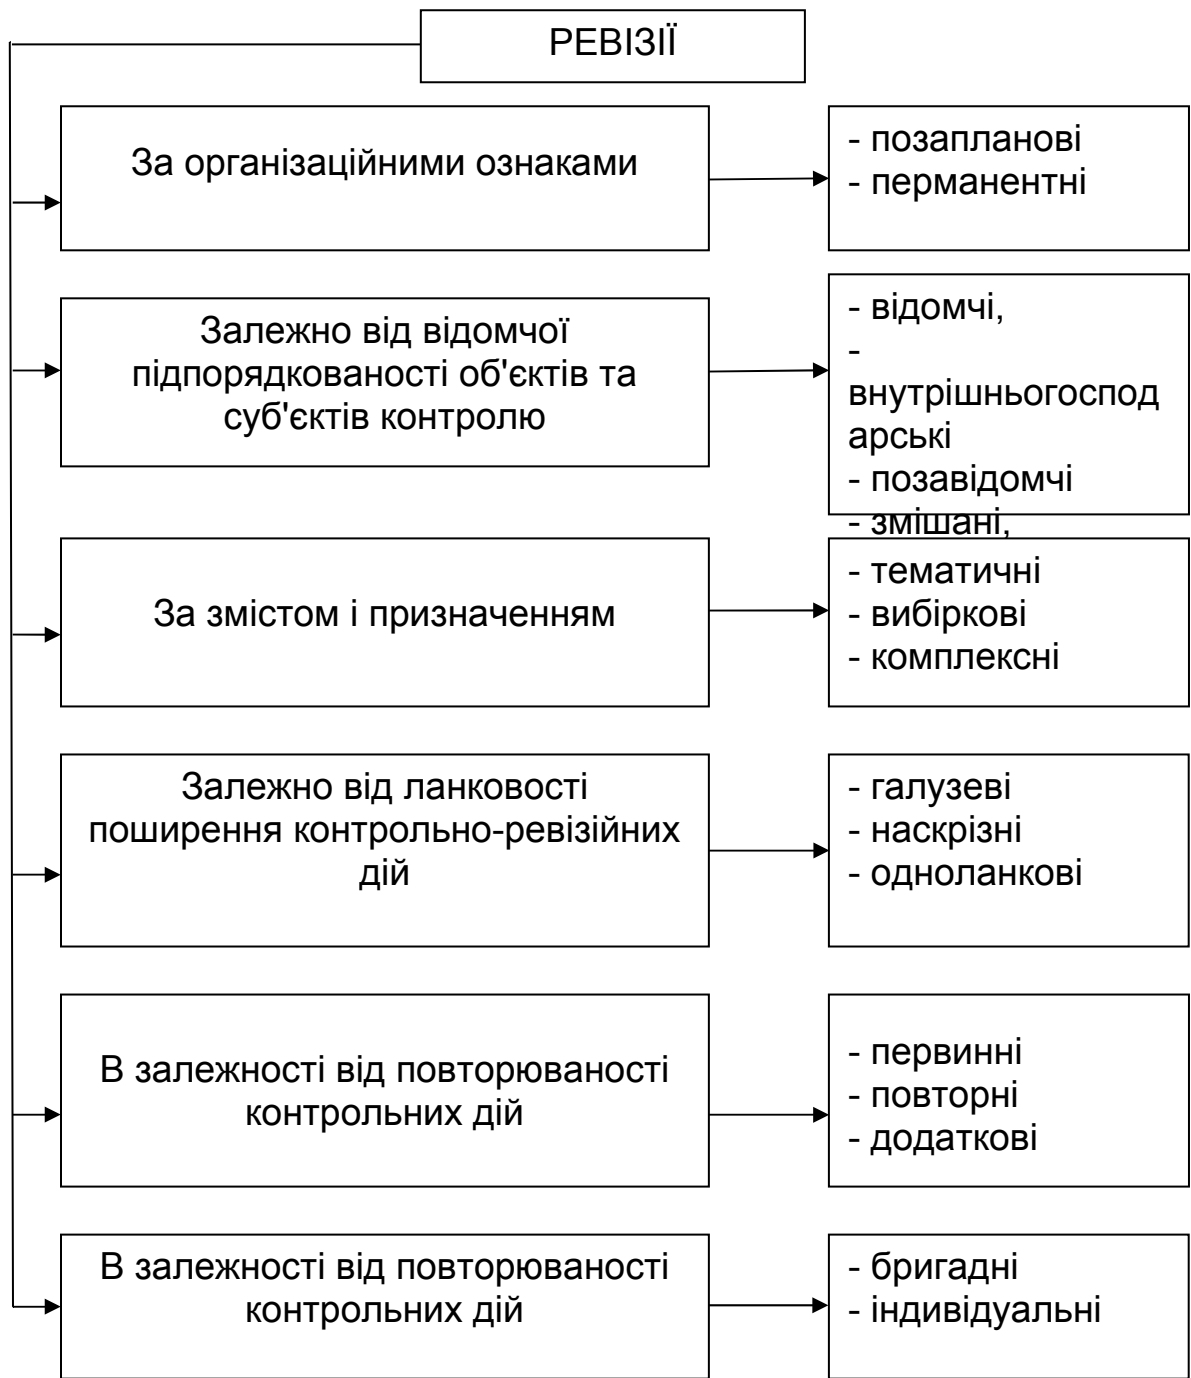 РЕВІЗІЇ
За організаційними ознаками
- позапланові
- перманентні
Залежно від відомчої
підпорядкованості об'єктів та
суб'єктів контролю
- відомчі,
-
внутрішньогоспод
арські
- позавідомчі
- змішані,
За змістом і призначенням
- тематичні
- вибіркові
- комплексні
Залежно від ланковості
поширення контрольно-ревізійних
дій
- галузеві
- наскрізні
- одноланкові
В залежності від повторюваності
контрольних дій
- первинні
- повторні
- додаткові
В залежності від повторюваності
контрольних дій
- бригадні
- індивідуальні